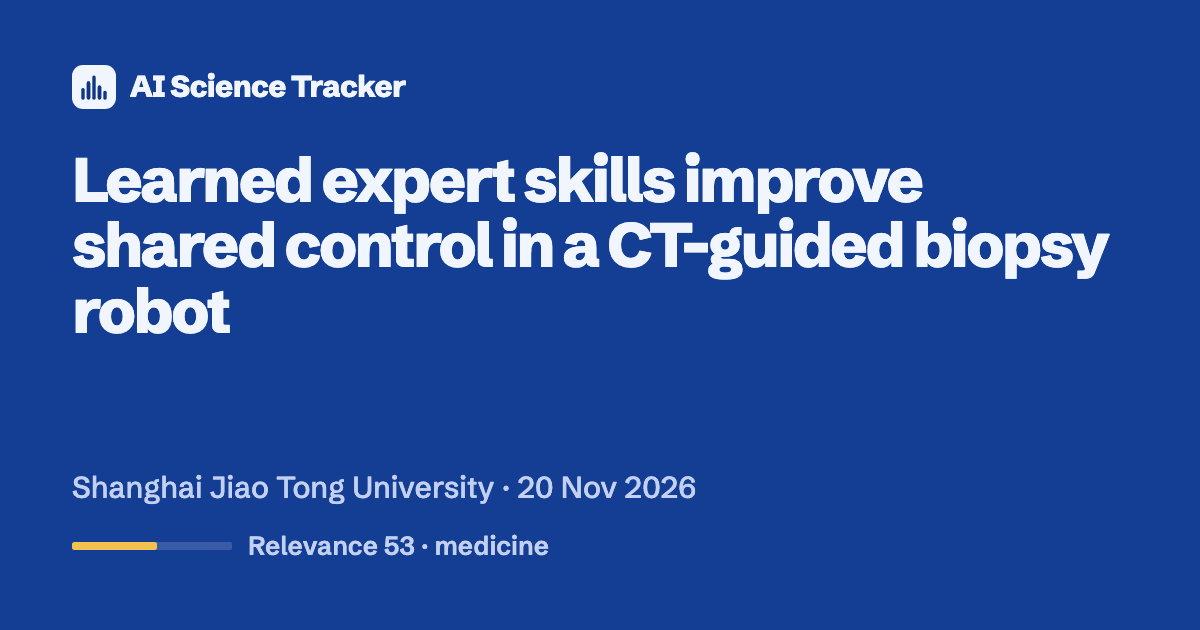 AI Science Tracker
Learned expert skills improve
shared control in a CT-guided biopsy
robot
Shanghai Jiao Tong University · 20 Nov 2026
Relevance 53 · medicine